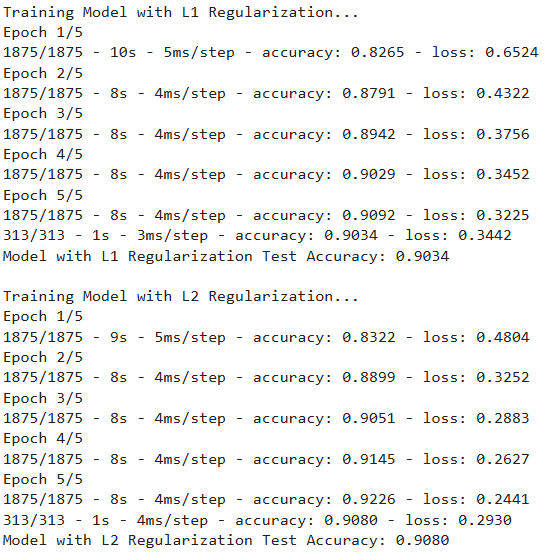 Training Model with L1 Regularization...
Epoch 1/5
1875/1875 - 10s - 5ms/step - accuracy: 0.8265 - loss: 0.6524
Epoch 2/5
1875/1875 - 8s - 4ms/step - accuracy: 0.8791 - loss: 0.4322
Epoch 3/5
1875/1875 - 8s - 4ms/step - accuracy: 0.8942 - loss: 0.3756
Epoch 4/5
1875/1875 - 8s - 4ms/step - accuracy: 0.9029 - loss: 0.3452
Epoch 5/5
1875/1875 - 8s - 4ms/step - accuracy: 0.9092 - loss: 0.3225
313/313 - 1s - 3ms/step - accuracy: 0.9034 - loss: 0.3442
Model with L1 Regularization Test Accuracy: 0.9034

Training Model with L2 Regularization...
Epoch 1/5
1875/1875 - 9s - 5ms/step - accuracy: 0.8322 - loss: 0.4804
Epoch 2/5
1875/1875 - 8s - 4ms/step - accuracy: 0.8899 - loss: 0.3252
Epoch 3/5
1875/1875 - 8s - 4ms/step - accuracy: 0.9051 - loss: 0.2883
Epoch 4/5
1875/1875 - 8s - 4ms/step - accuracy: 0.9145 - loss: 0.2627
Epoch 5/5
1875/1875 - 8s - 4ms/step - accuracy: 0.9226 - loss: 0.2441
313/313 - 1s - 4ms/step - accuracy: 0.9080 - loss: 0.2930
Model with L2 Regularization Test Accuracy: 0.9080